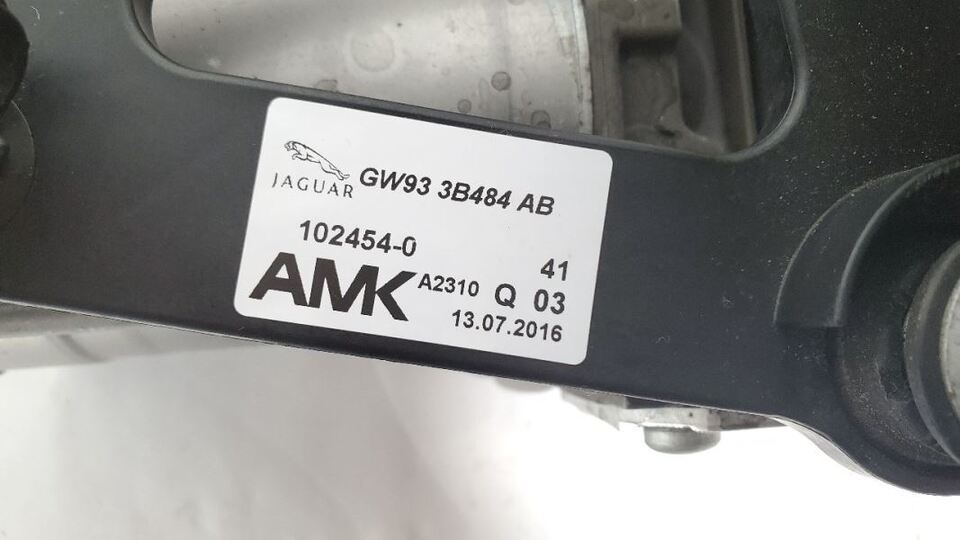 JAGUAR GW93 3B484 AB
102454-0 41
AMK A2310 Q 03
13.07.2016